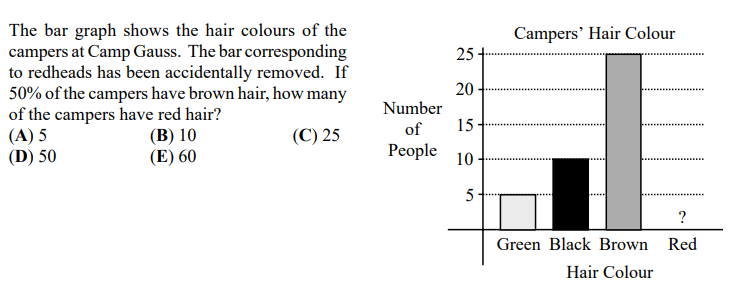 The bar graph shows the hair colours of the
campers at Camp Gauss. The bar corresponding
to redheads has been accidentally removed. If
50% of the campers have brown hair, how many
of the campers have red hair?
(A) 5 (B) 10 (C) 25
(D) 50 (E) 60
Campers' Hair Colour
Number
of
People
25
20
15
10
5
?
Green Black Brown Red
Hair Colour